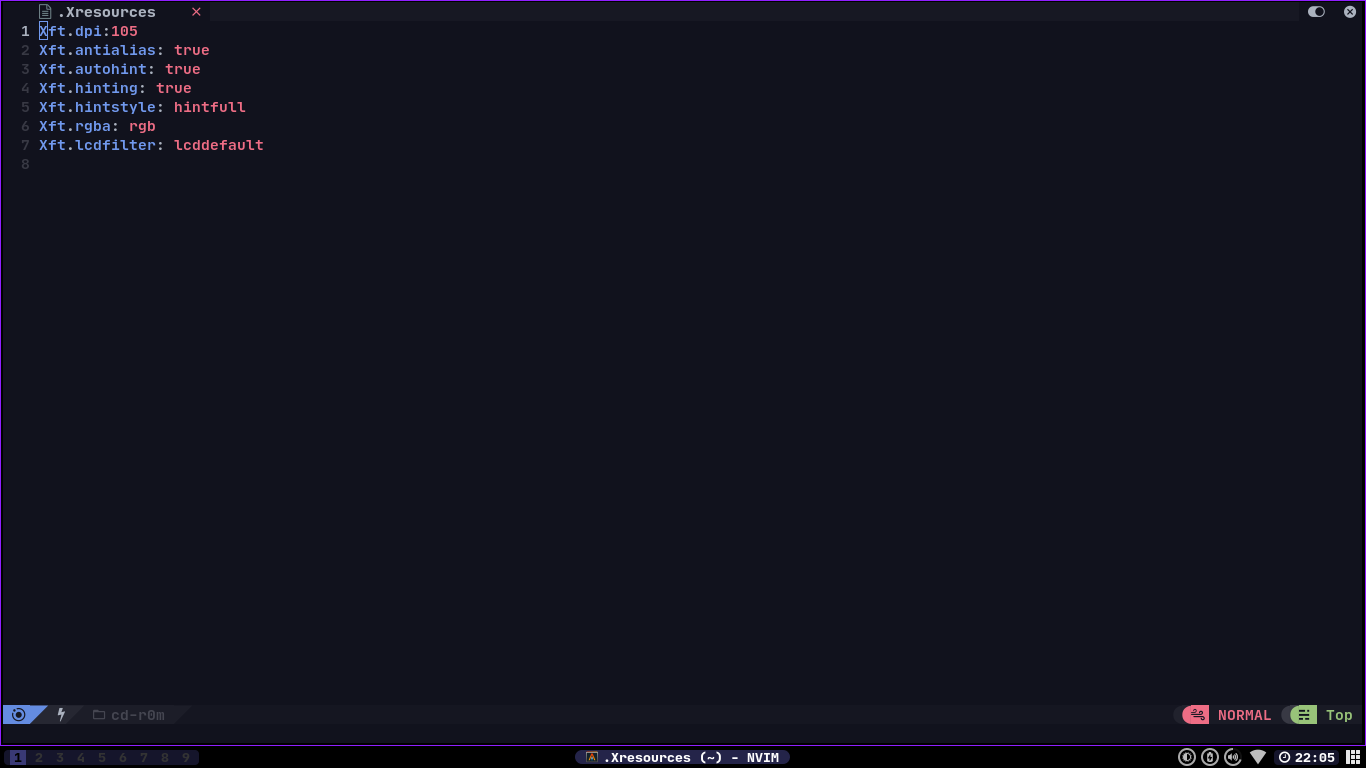 .Xresources
1 Xft.dpi:105
2 Xft.antialias: true
3 Xft.autohint: true
4 Xft.hinting: true
5 Xft.hintstyle: hintfull
6 Xft.rgba: rgb
7 Xft.lcdfilter: lcddefault
8
cd-r0m NORMAL Top
1 2 3 4 5 6 7 8 9 .Xresources (~) - NVIM 22:05